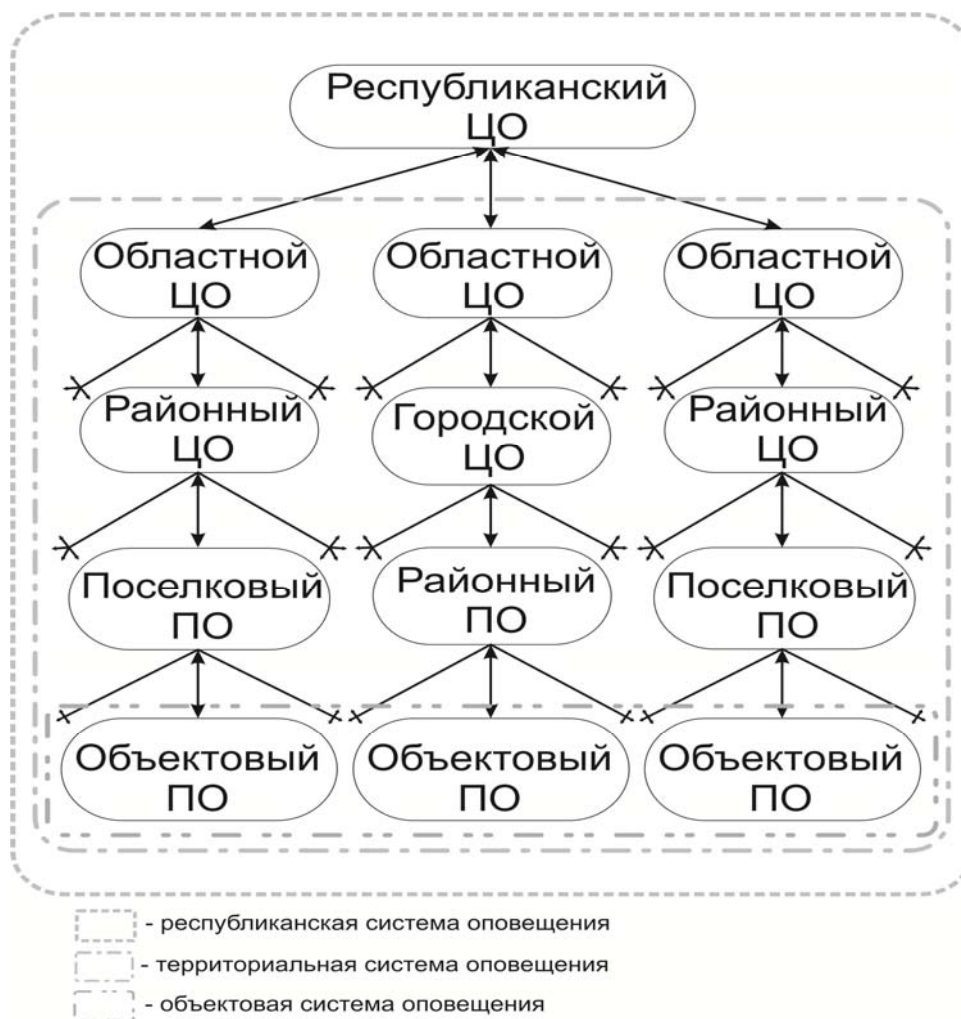 Республиканский
ЦО
Областной
ЦО
Областной
ЦО
Областной
ЦО
Районный
ЦО
Городской
ЦО
Районный
ЦО
Поселковый
ПО
Районный
ПО
Поселковый
ПО
Объектовый
ПО
Объектовый
ПО
Объектовый
ПО
- республиканская система оповещения
- территориальная система оповещения
- объектовая система оповещения